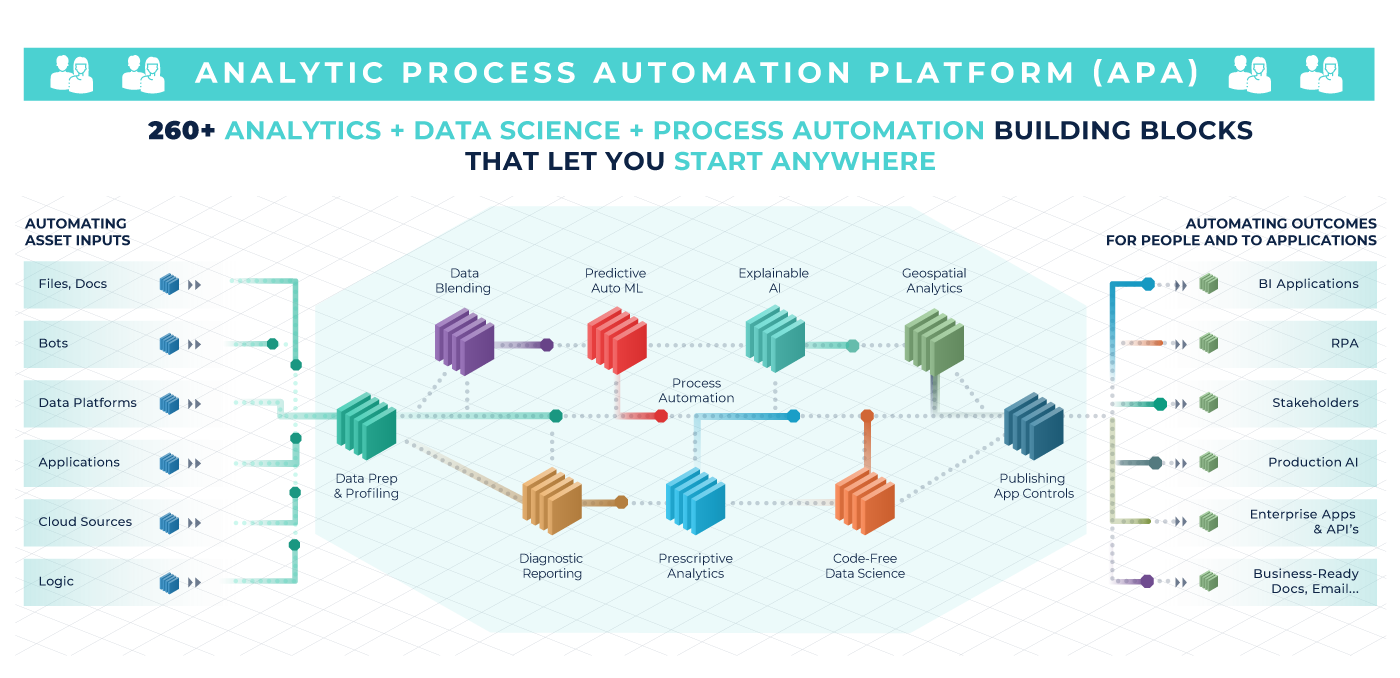 ANALYTIC PROCESS AUTOMATION PLATFORM (APA)
260+ ANALYTICS + DATA SCIENCE + PROCESS AUTOMATION BUILDING BLOCKS
THAT LET YOU START ANYWHERE
AUTOMATING
ASSET INPUTS
Files, Docs
Bots
Data Platforms
Applications
Cloud Sources
Logic
Data
Blending
Predictive
Auto ML
Explainable
AI
Geospatial
Analytics
Process
Automation
Data Prep
& Profiling
Publishing
App Controls
Diagnostic
Reporting
Prescriptive
Analytics
Code-Free
Data Science
AUTOMATING OUTCOMES
FOR PEOPLE AND TO APPLICATIONS
BI Applications
RPA
Stakeholders
Production AI
Enterprise Apps
& API's
Business-Ready
Docs, Email...